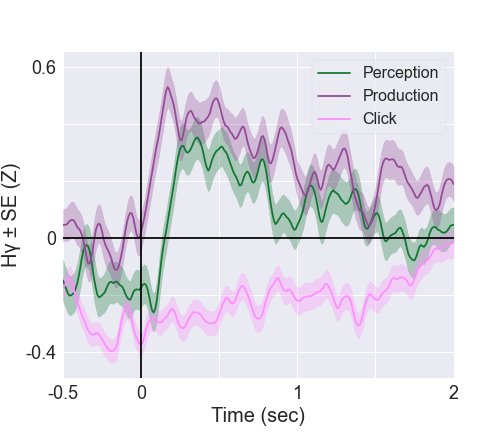 0.6
Perception
Production
Click
Hγ ± SE (Z)
0
-0.4
-0.5
0
1
2
Time (sec)